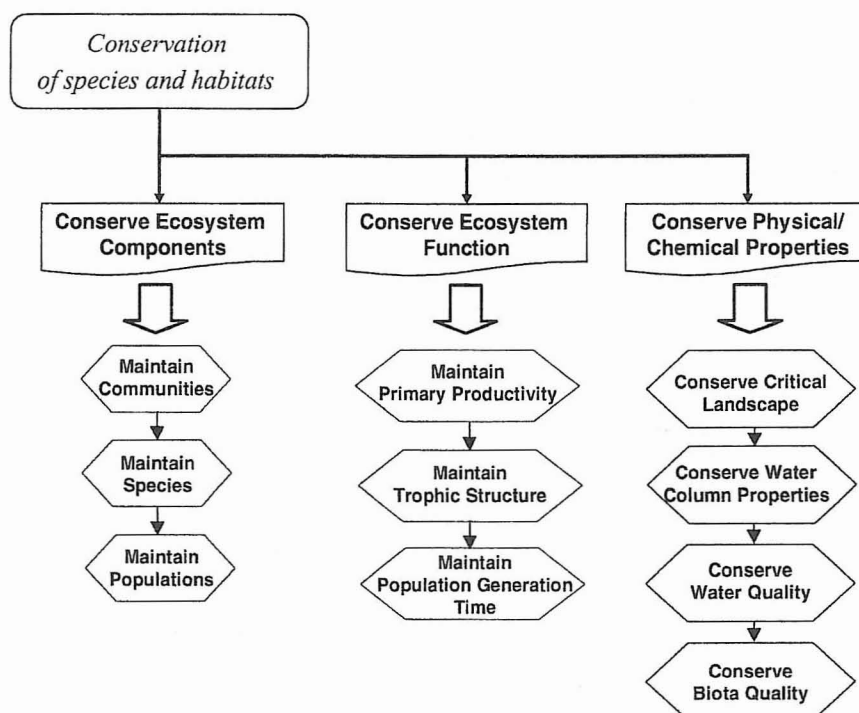 Conservation
of species and habitats
Conserve Ecosystem
Components
Conserve Ecosystem
Function
Conserve Physical/
Chemical Properties
Maintain
Communities
Maintain
Species
Maintain
Populations
Maintain
Primary Productivity
Maintain
Trophic Structure
Maintain
Population Generation
Time
Conserve Critical
Landscape
Conserve Water
Column Properties
Conserve
Water Quality
Conserve
Biota Quality